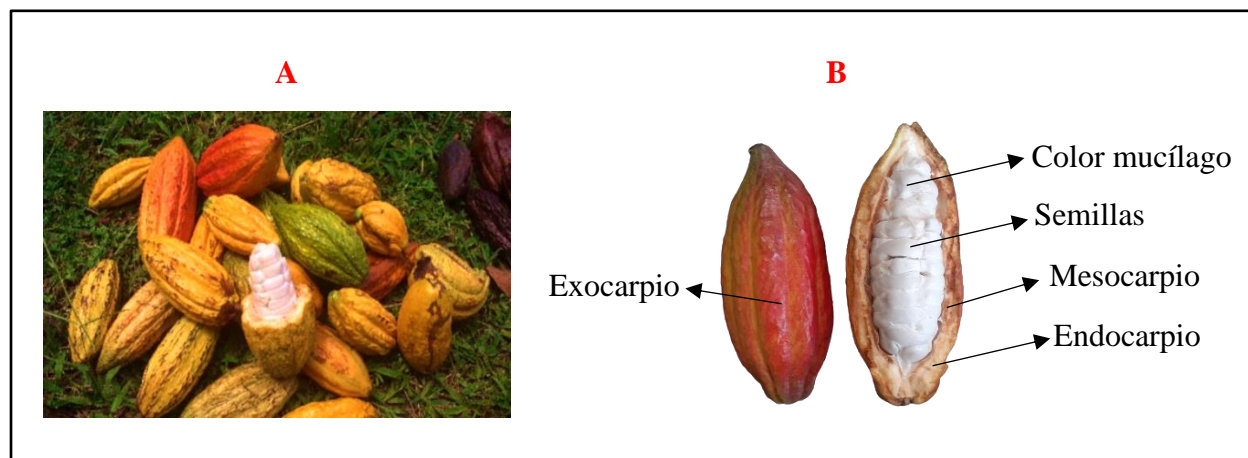 A
B
Color mucílago
Semillas
Exocarpio
Mesocarpio
Endocarpio